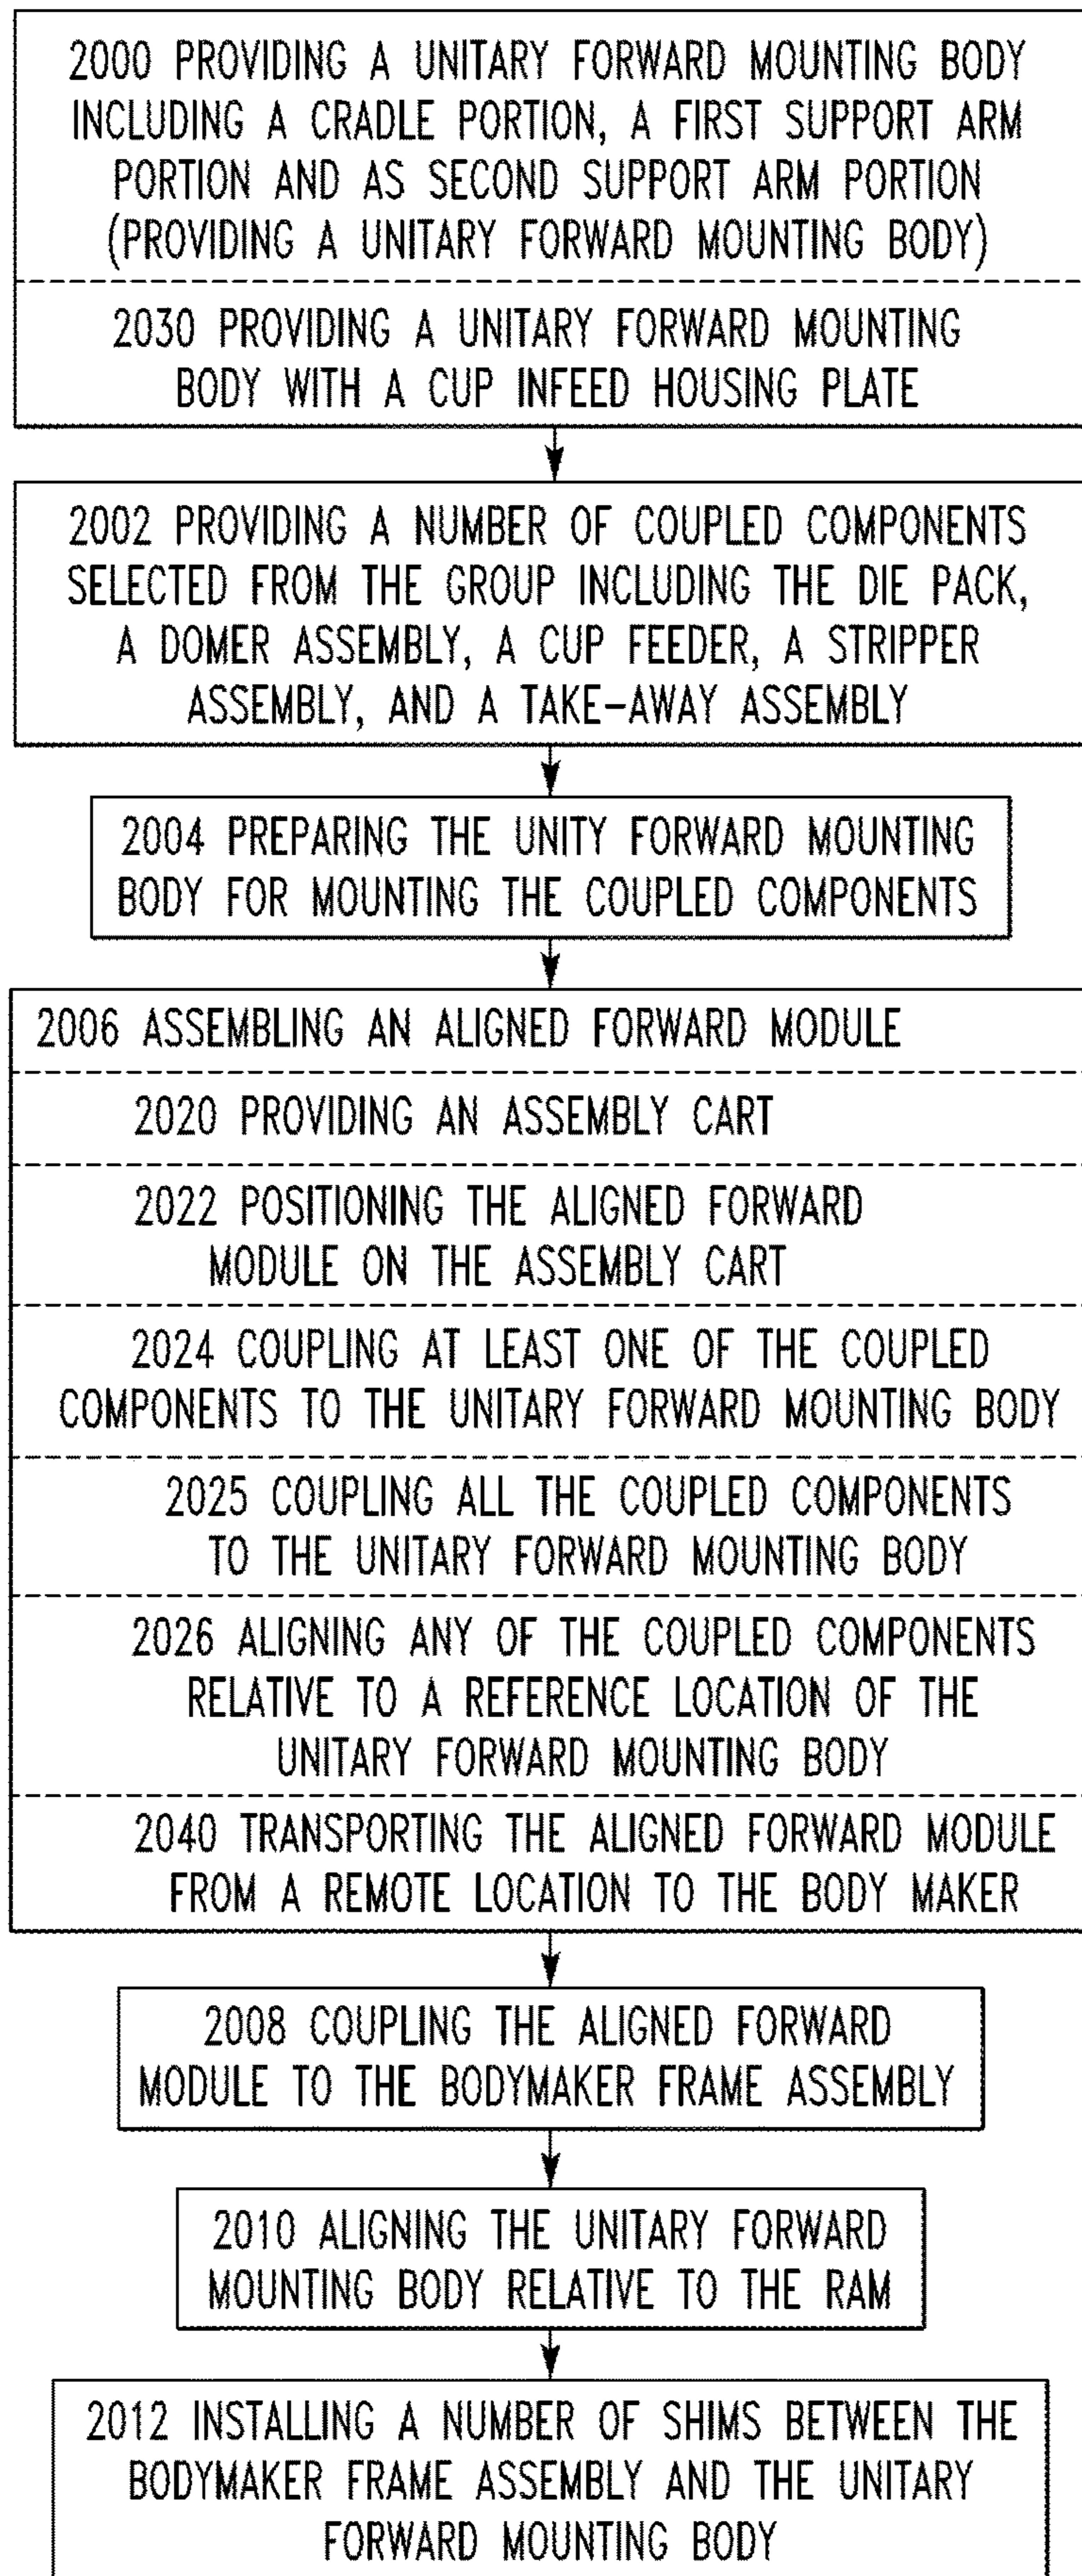 2000 PROVIDING A UNITARY FORWARD MOUNTING BODY
INCLUDING A CRADLE PORTION, A FIRST SUPPORT ARM
PORTION AND AS SECOND SUPPORT ARM PORTION
(PROVIDING A UNITARY FORWARD MOUNTING BODY)
2030 PROVIDING A UNITARY FORWARD MOUNTING
BODY WITH A CUP INFEED HOUSING PLATE
2002 PROVIDING A NUMBER OF COUPLED COMPONENTS
SELECTED FROM THE GROUP INCLUDING THE DIE PACK,
A DOMER ASSEMBLY, A CUP FEEDER, A STRIPPER
ASSEMBLY, AND A TAKE-AWAY ASSEMBLY
2004 PREPARING THE UNITY FORWARD MOUNTING
BODY FOR MOUNTING THE COUPLED COMPONENTS
2006 ASSEMBLING AN ALIGNED FORWARD MODULE
2020 PROVIDING AN ASSEMBLY CART
2022 POSITIONING THE ALIGNED FORWARD
MODULE ON THE ASSEMBLY CART
2024 COUPLING AT LEAST ONE OF THE COUPLED
COMPONENTS TO THE UNITARY FORWARD MOUNTING BODY
2025 COUPLING ALL THE COUPLED COMPONENTS
TO THE UNITARY FORWARD MOUNTING BODY
2026 ALIGNING ANY OF THE COUPLED COMPONENTS
RELATIVE TO A REFERENCE LOCATION OF THE
UNITARY FORWARD MOUNTING BODY
2040 TRANSPORTING THE ALIGNED FORWARD MODULE
FROM A REMOTE LOCATION TO THE BODY MAKER
2008 COUPLING THE ALIGNED FORWARD
MODULE TO THE BODYMAKER FRAME ASSEMBLY
2010 ALIGNING THE UNITARY FORWARD
MOUNTING BODY RELATIVE TO THE RAM
2012 INSTALLING A NUMBER OF SHIMS BETWEEN THE
BODYMAKER FRAME ASSEMBLY AND THE UNITARY
FORWARD MOUNTING BODY